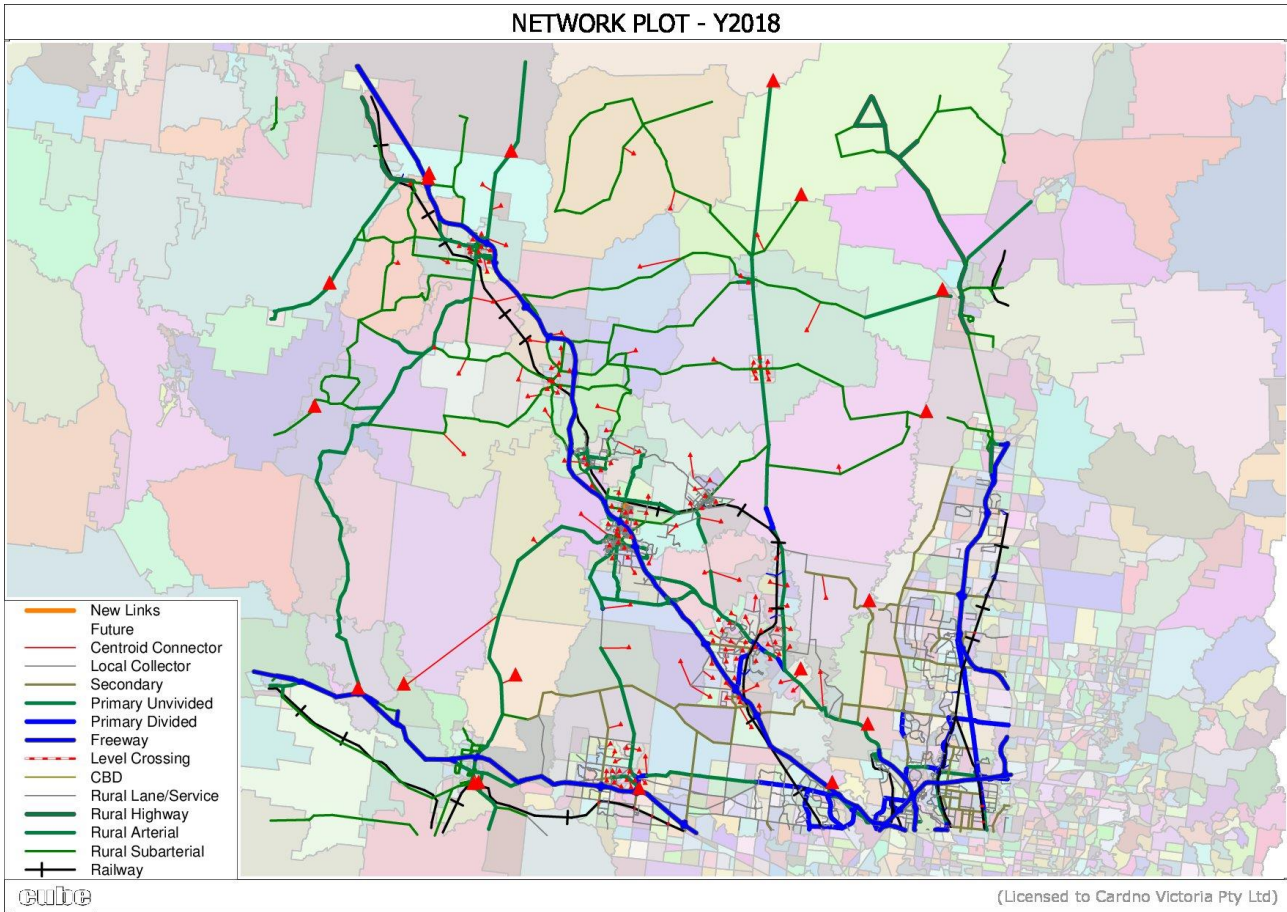 NETWORK PLOT - Y2018
New Links
Future
Centroid Connector
Local Collector
Secondary
Primary Unvivided
Primary Divided
Freeway
Level Crossing
CBD
Rural Lane/Service
Rural Highway
Rural Arterial
Rural Subarterial
Railway
cube
(Licensed to Cardno Victoria Pty Ltd)